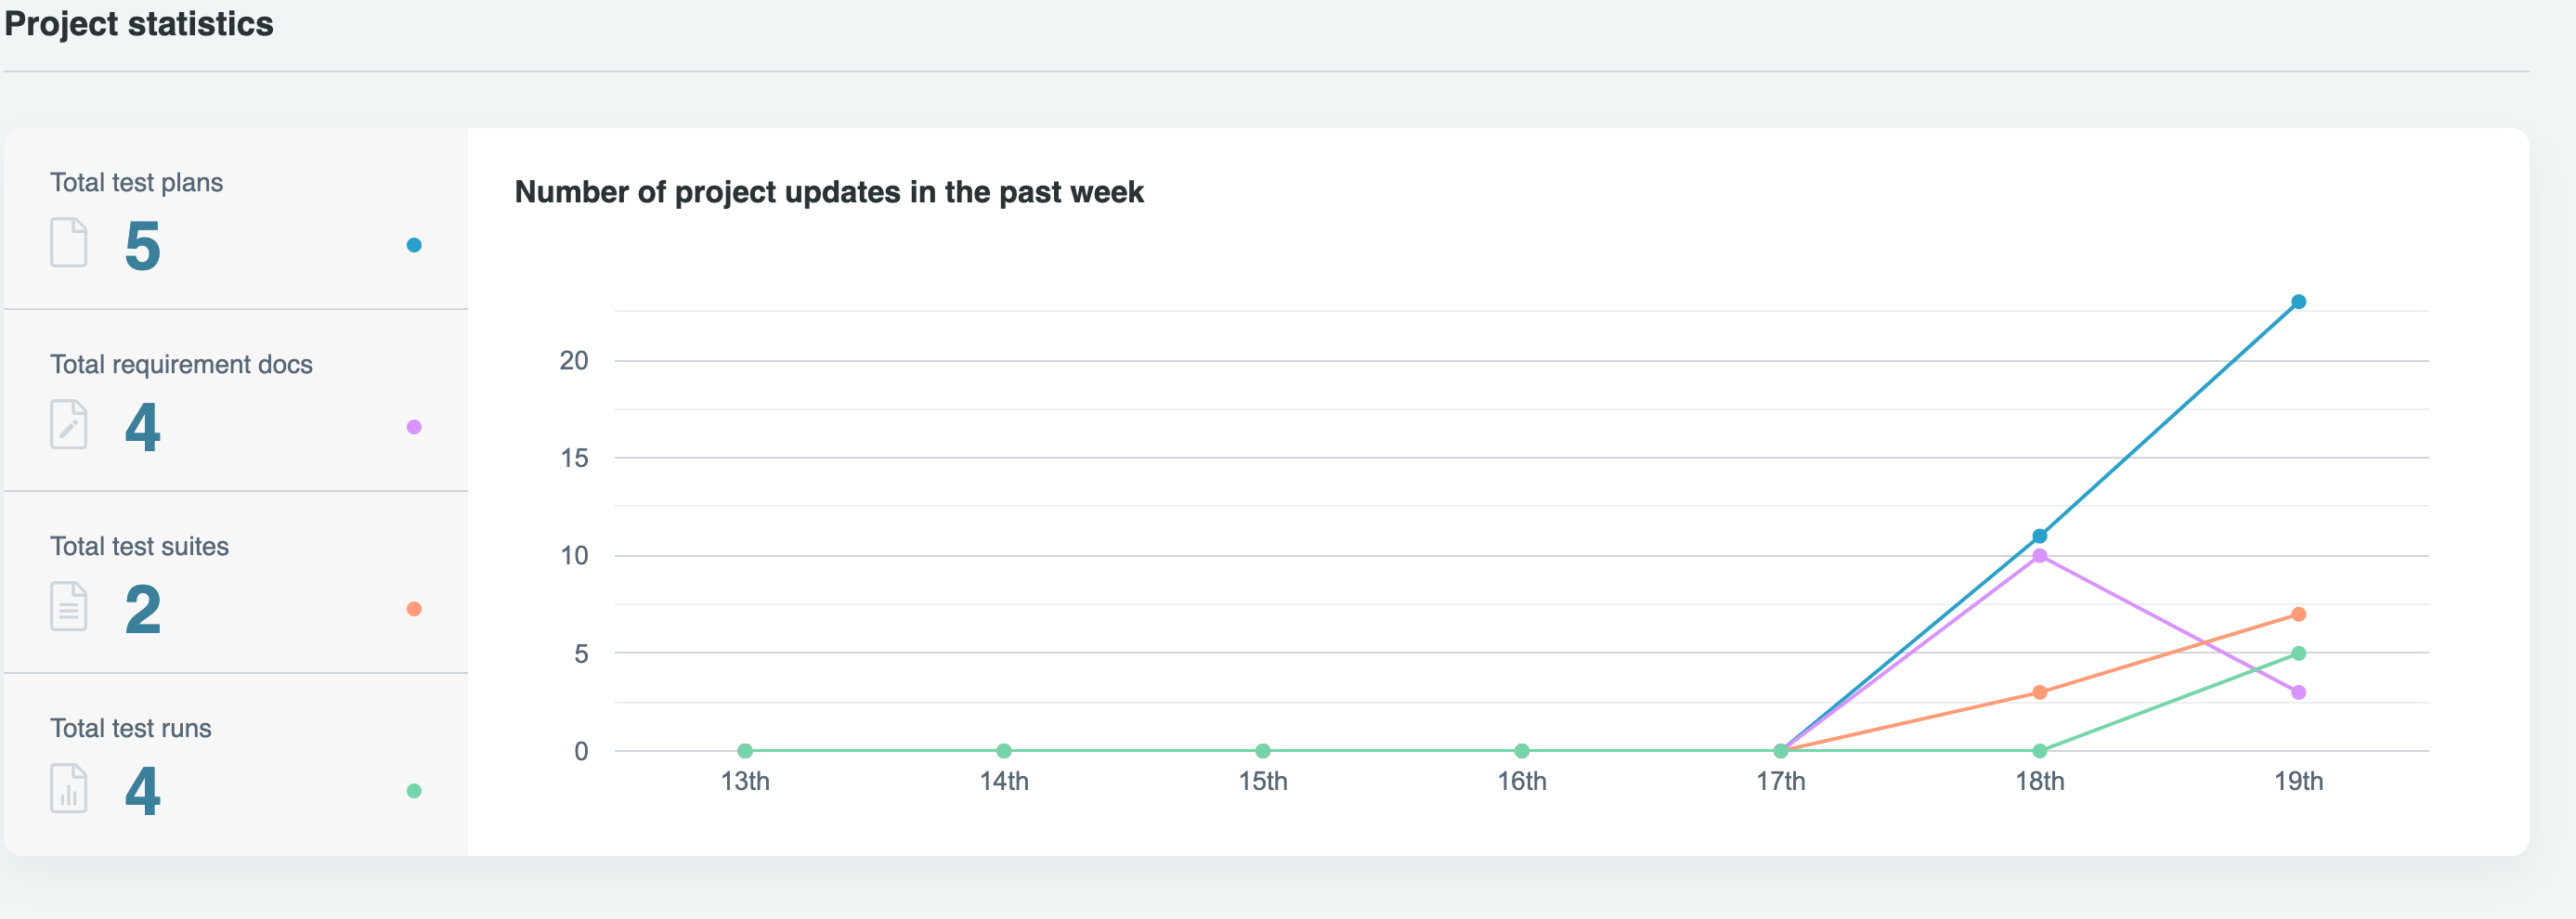 Project statistics
Total test plans
5
Total requirement docs
4
Total test suites
2
Total test runs
4
Number of project updates in the past week
20
15
10
5
0
13th 14th 15th 16th 17th 18th 19th